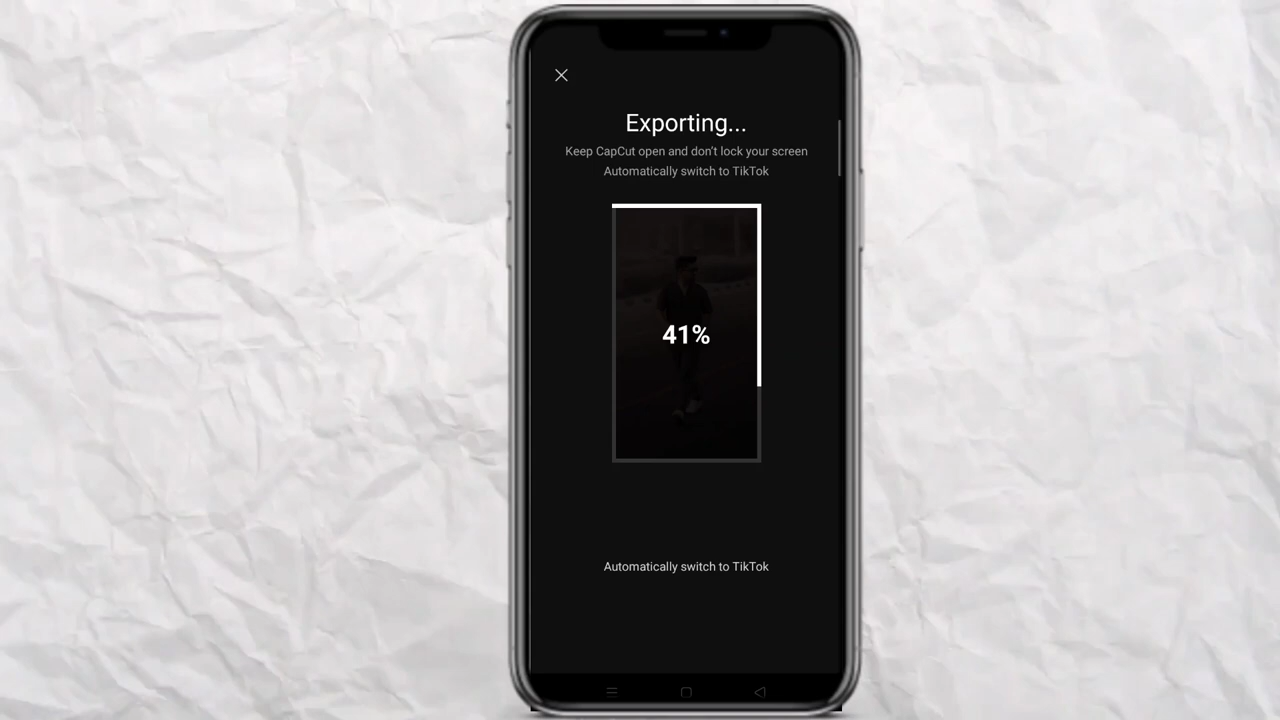 Exporting...
Keep CapCut open and don't lock your screen
Automatically switch to TikTok
41%
Automatically switch to TikTok